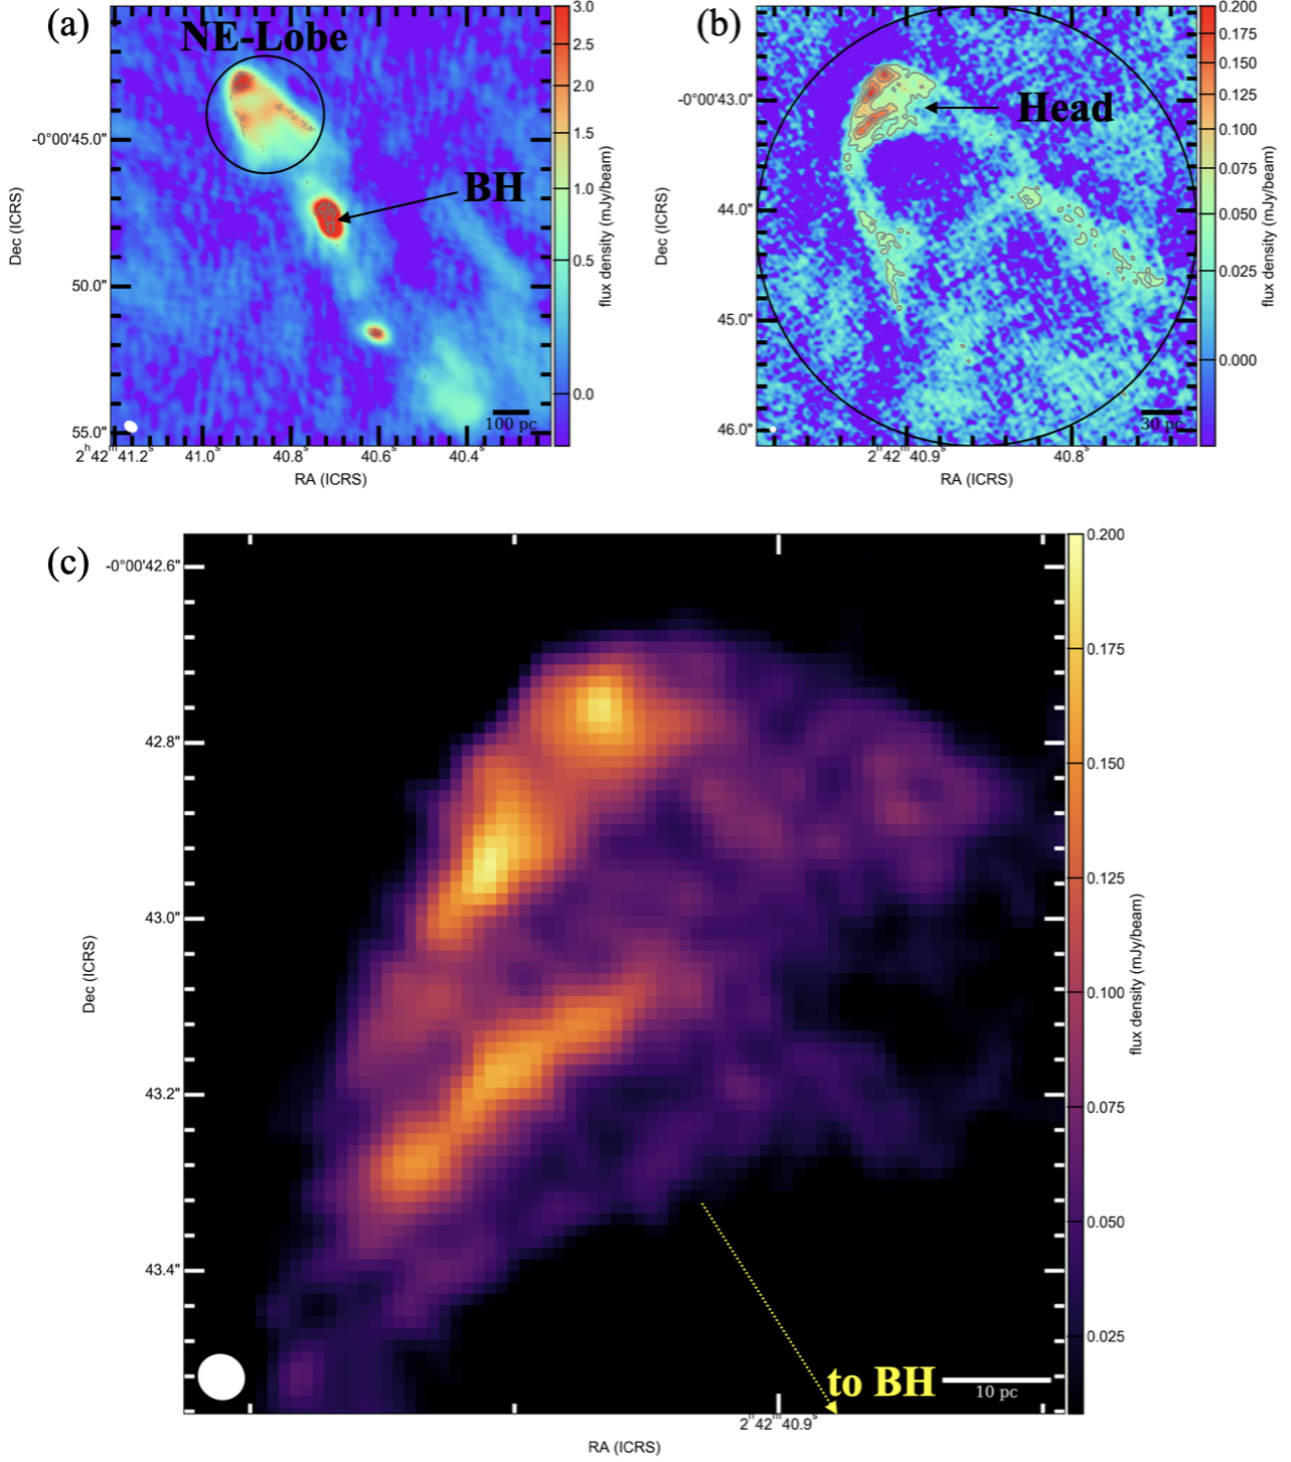 (a)
NE-Lobe
BH
100 pc
-0°00'45.0"
50.0"
55.0"
2h42m41.2s
41.0s
40.8s
40.6s
40.4s
RA (ICRS)
Dec (ICRS)
3.0
2.5
2.0
1.5
1.0
0.5
0.0
flux density (mJy/beam)
(b)
Head
30 pc
-0°00'43.0"
44.0"
45.0"
46.0"
2h42m40.9s
40.8s
RA (ICRS)
Dec (ICRS)
0.200
0.175
0.150
0.125
0.100
0.075
0.050
0.025
0.000
flux density (mJy/beam)
(c)
-0°00'42.6"
42.8"
43.0"
43.2"
43.4"
Dec (ICRS)
to BH
10 pc
2h42m40.9s
RA (ICRS)
0.200
0.175
0.150
0.125
0.100
0.075
0.050
0.025
flux density (mJy/beam)